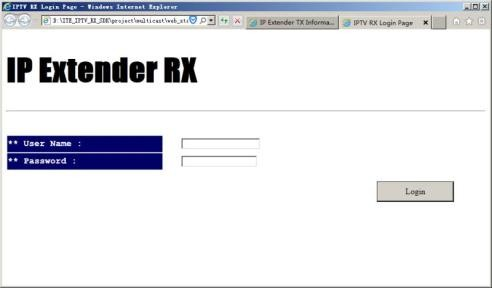 IPTV RX Login Page - Windows Internet Explorer
IP Extender TX Informa...
IPTV RX Login Page
IP Extender RX
** User Name :
** Password :
Login